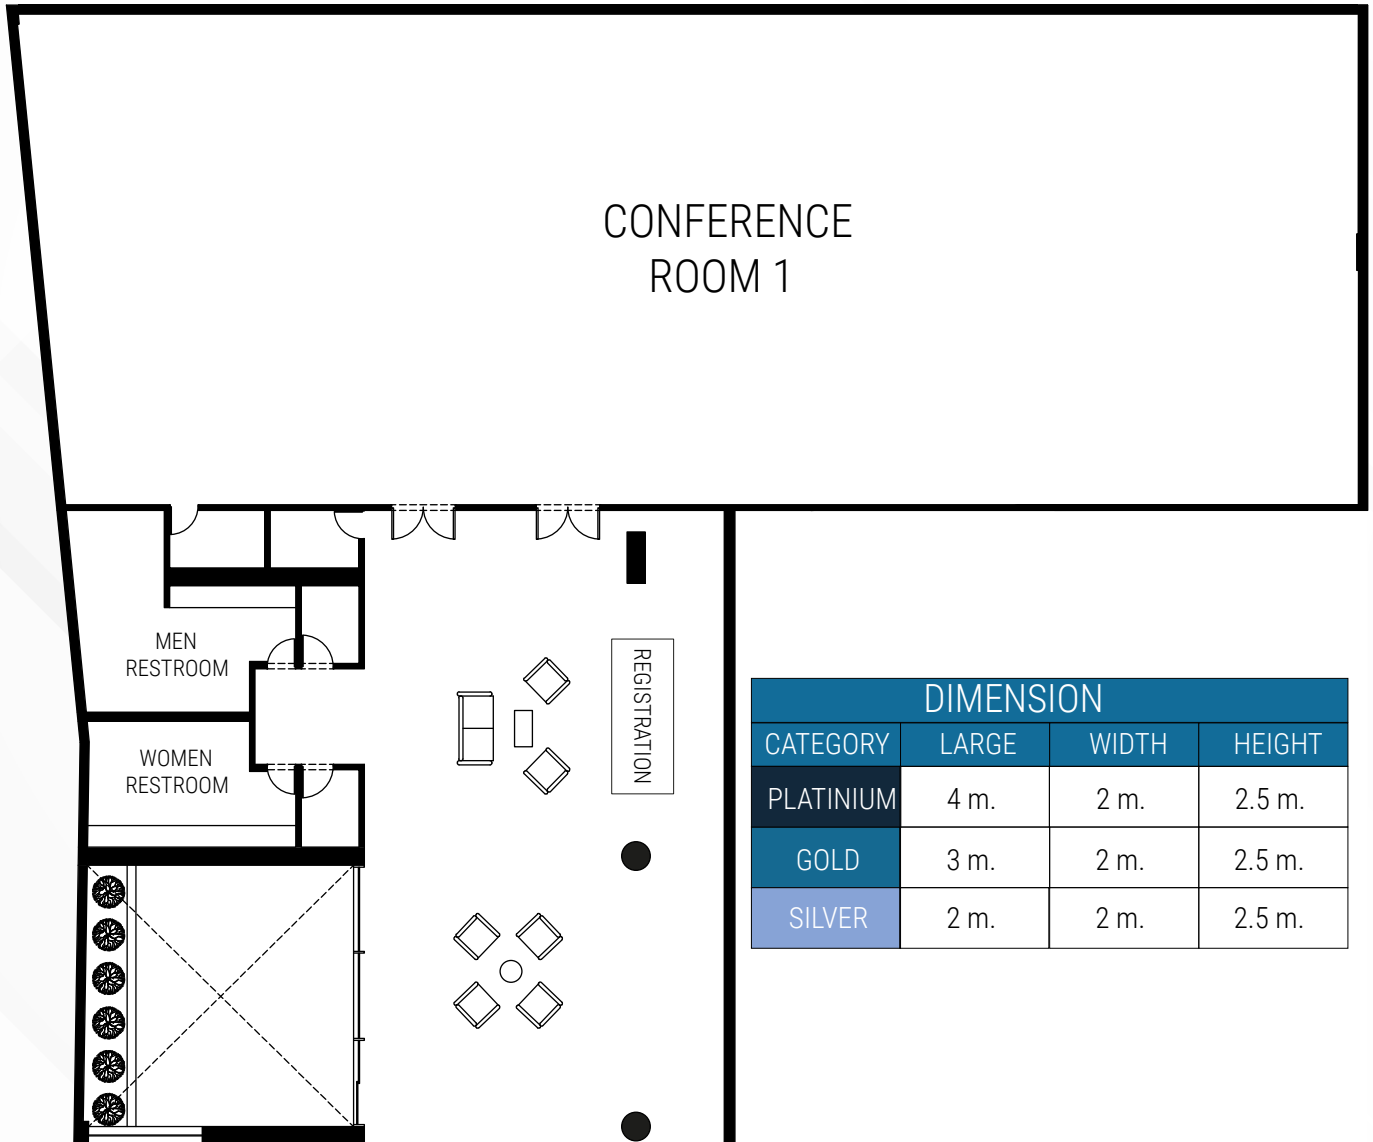 CONFERENCE
ROOM 1
MEN
RESTROOM
WOMEN
RESTROOM
REGISTRATION
DIMENSION
CATEGORY LARGE WIDTH HEIGHT
PLATINIUM 4 m. 2 m. 2.5 m.
GOLD 3 m. 2 m. 2.5 m.
SILVER 2 m. 2 m. 2.5 m.